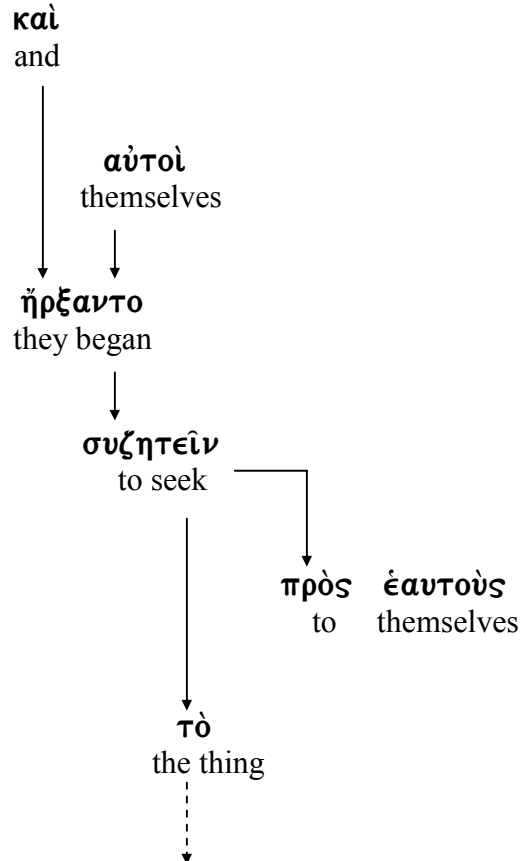 καὶ
and
αὐτοὶ
themselves
ἤρξαντο
they began
συζητεῖν
to seek
πρὸς ἑαυτοὺς
to themselves
τὸ
the thing